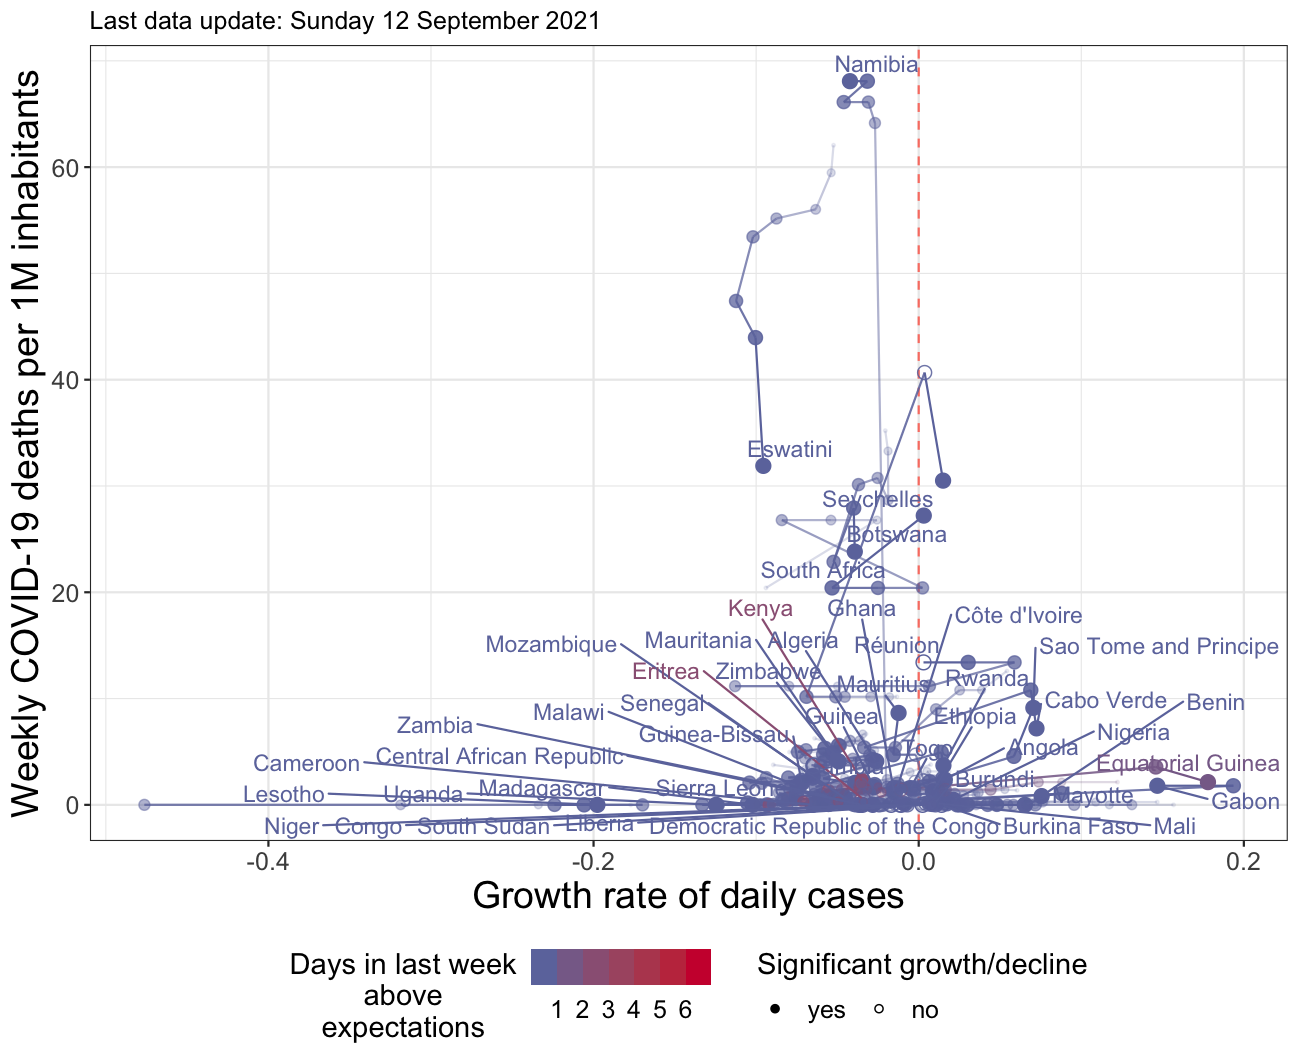 Last data update: Sunday 12 September 2021
Weekly COVID-19 deaths per 1M inhabitants
60
40
20
0
Namibia
Eswatini
Seychelles
Botswana
South Africa
Kenya
Ghana
Côte d'Ivoire
Mozambique
Mauritania
Algeria
Réunion
Sao Tome and Principe
Eritrea
Zimbabwe
Mauritius
Rwanda
Senegal
Cabo Verde
Benin
Malawi
Guinea
Ethiopia
Zambia
Guinea-Bissau
Togo
Angola
Nigeria
Cameroon
Central African Republic
Equatorial Guinea
Lesotho
Uganda
Madagascar
Sierra Leone
Burundi
Mayotte
Gabon
Niger
Congo
South Sudan
Liberia
Democratic Republic of the Congo
Burkina Faso
Mali
-0.4
-0.2
0.0
0.2
Growth rate of daily cases
Days in last week
above
expectations
1 2 3 4 5 6
Significant growth/decline
yes
no